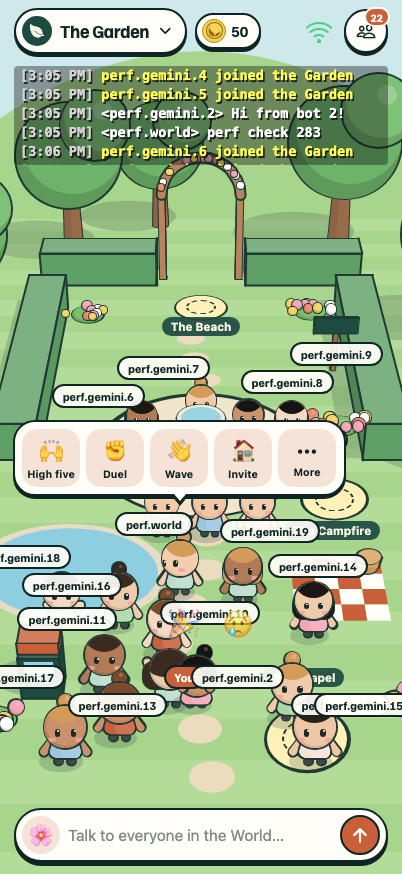 The Garden
50
22
[3:05 PM] perf.gemini.4 joined the Garden
[3:05 PM] perf.gemini.5 joined the Garden
[3:05 PM] <perf.gemini.2> Hi from bot 2!
[3:05 PM] <perf.world> perf check 283
[3:06 PM] perf.gemini.6 joined the Garden
The Beach
perf.gemini.9
perf.gemini.7
perf.gemini.8
perf.gemini.6
High five
Duel
Wave
Invite
More
perf.world
perf.gemini.19
Campfire
f.gemini.18
perf.gemini.14
perf.gemini.16
perf.gemini.10
perf.gemini.11
gemini.17
You
perf.gemini.2
apel
perf.gemini.13
pe
perf.gemini.15
Talk to everyone in the World...